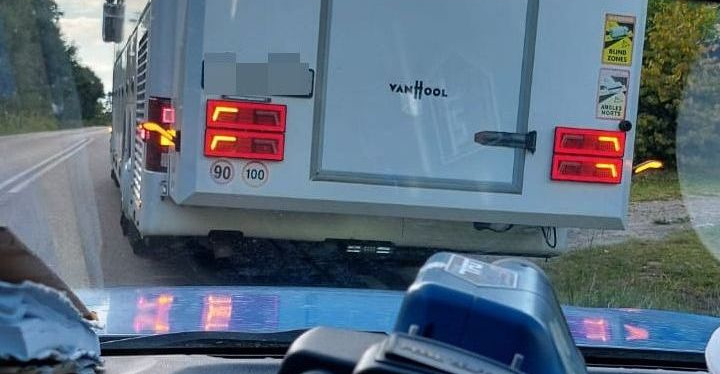 VANHOOL
BLIND
ZONES
ANGLES
MORTS
90 100